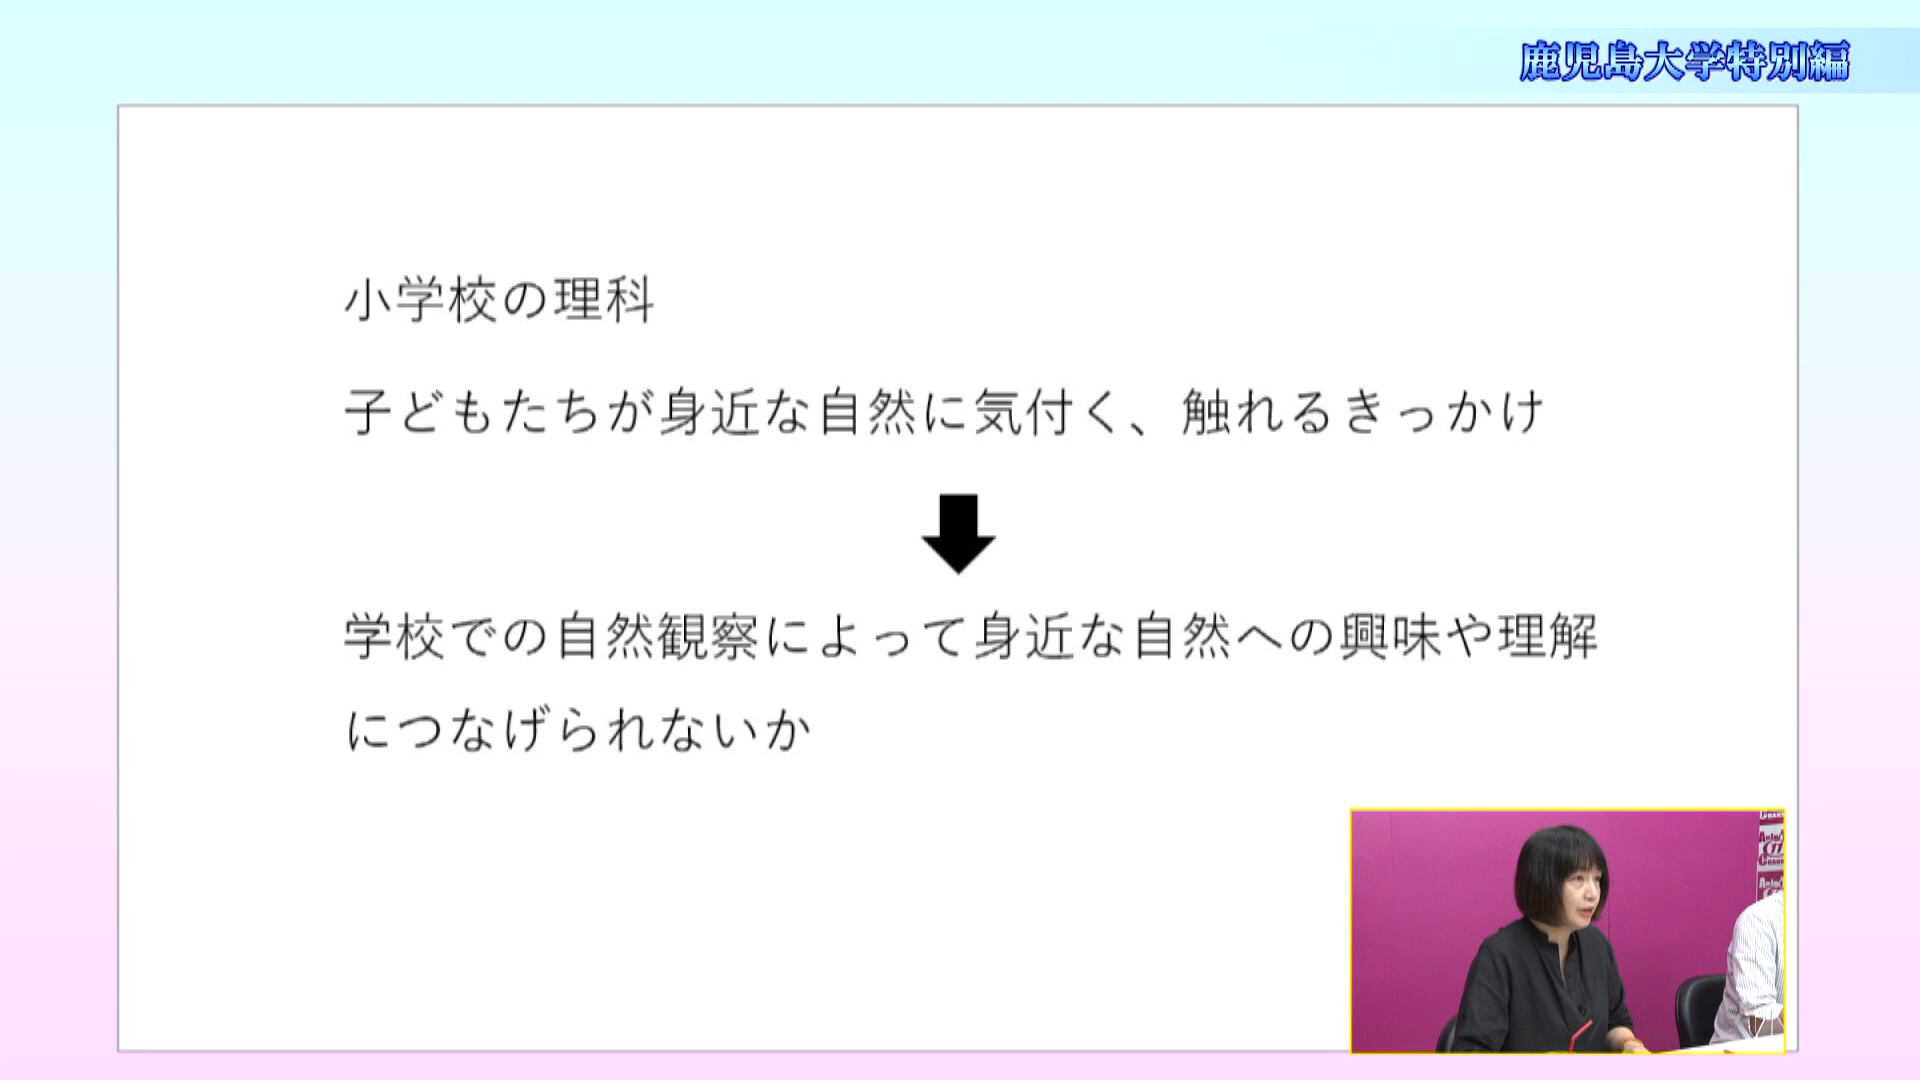 鹿児島大学特別編
小学校の理科
子どもたちが身近な自然に気付く、触れるきっかけ
学校での自然観察によって身近な自然への興味や理解
につなげられないか